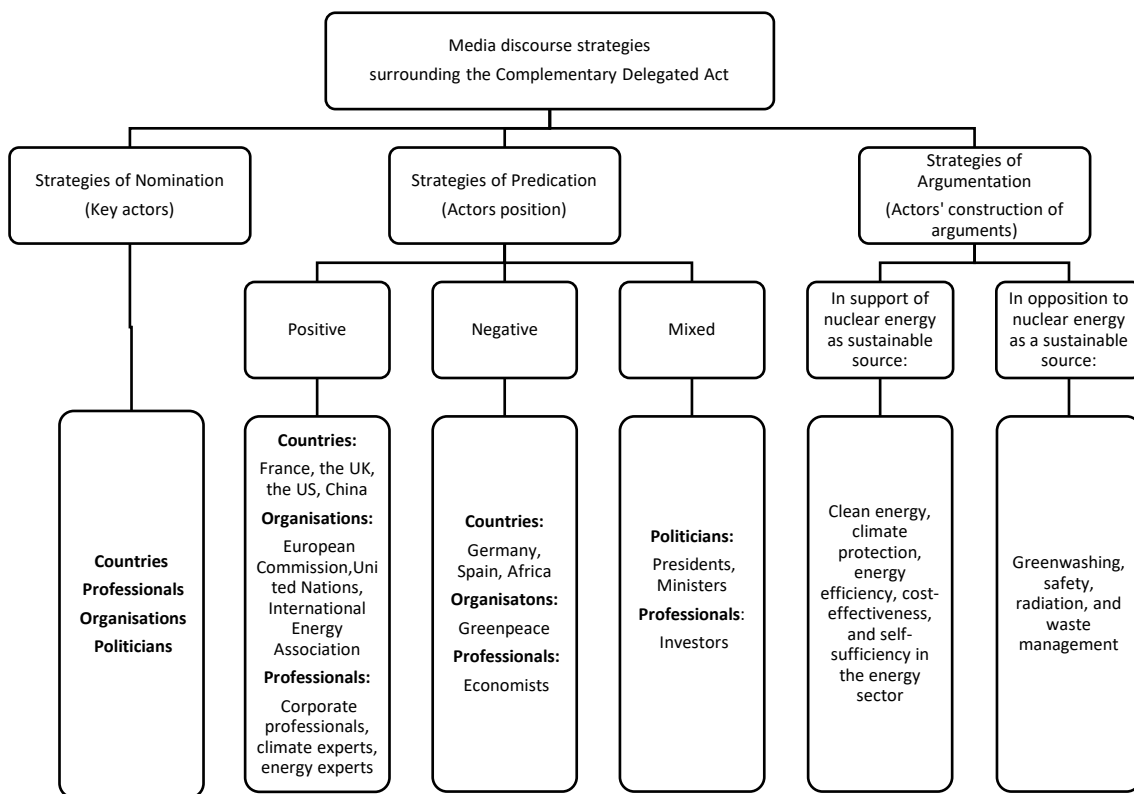 Media discourse strategies
surrounding the Complementary Delegated Act
Strategies of Nomination
(Key actors)
Strategies of Predication
(Actors position)
Strategies of
Argumentation
(Actors' construction of
arguments)
Positive
Negative
Mixed
In support of
nuclear energy
as sustainable
source:
In opposition to
nuclear energy
as a sustainable
source:
Countries
Professionals
Organisations
Politicians
Countries:
France, the UK,
the US, China
Organisations:
European
Commission,Uni
ted Nations,
International
Energy
Association
Professionals:
Corporate
professionals,
climate experts,
energy experts
Countries:
Germany,
Spain, Africa
Organisatons:
Greenpeace
Professionals:
Economists
Politicians:
Presidents,
Ministers
Professionals:
Investors
Clean energy,
climate
protection,
energy
efficiency, cost-
effectiveness,
and self-
sufficiency in
the energy
sector
Greenwashing,
safety,
radiation, and
waste
management